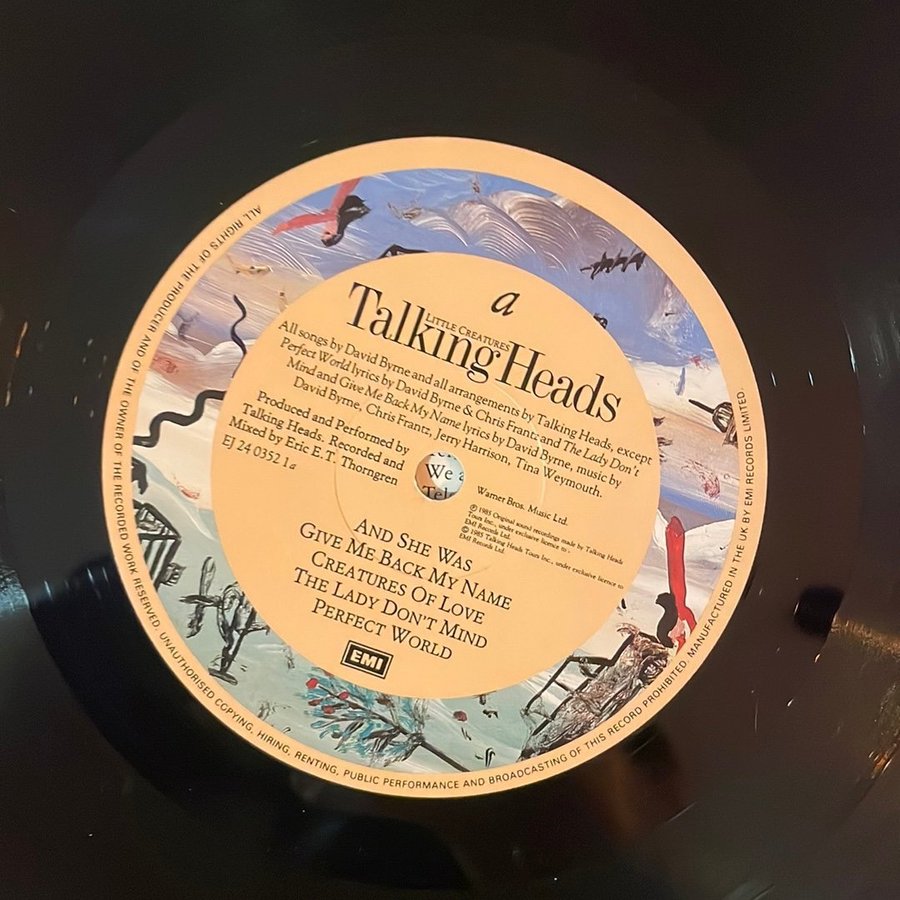 a
LITTLE CREATURES
Talking Heads
All songs by David Byrne and all arrangements by Talking Heads, except
Perfect World lyrics by David Byrne & Chris Frantz and The Lady Don't
Mind and Give Me Back My Name lyrics by David Byrne, music by
David Byrne, Chris Frantz, Jerry Harrison, Tina Weymouth.
Produced and Performed by
Talking Heads. Recorded and
Mixed by Eric E.T. Thorngren
EJ 24 0352 1 a
We
Tel
Warner Bros. Music Ltd.
℗ 1985 Original sound recordings made by Talking Heads
Tours Inc., under exclusive licence to
EMI Records Ltd.
© 1985 Talking Heads Tours Inc., under exclusive licence to
EMI Records Ltd.
AND SHE WAS
GIVE ME BACK MY NAME
CREATURES OF LOVE
THE LADY DON'T MIND
PERFECT WORLD
EMI
ALL RIGHTS OF THE PRODUCER AND OF THE OWNER OF THE RECORDED WORK RESERVED. UNAUTHORISED COPYING, HIRING, RENTING, PUBLIC PERFORMANCE AND BROADCASTING OF THIS RECORD PROHIBITED. MANUFACTURED IN THE UK BY EMI RECORDS LIMITED.